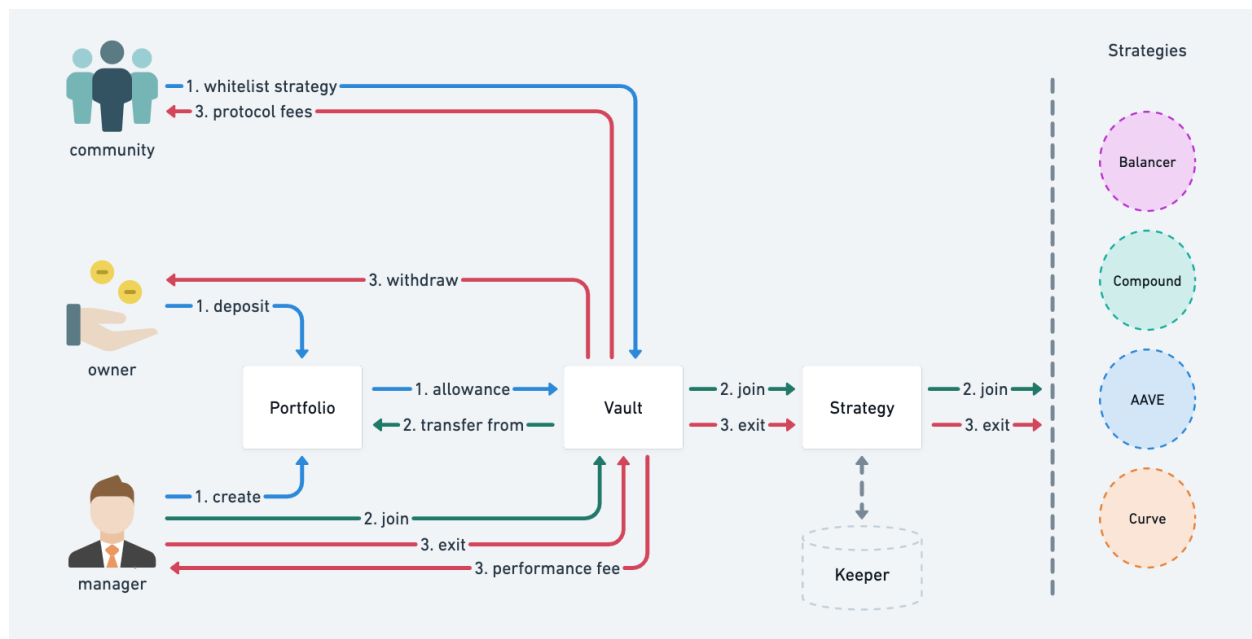 Strategies
1. whitelist strategy
3. protocol fees
community
Balancer
3. withdraw
Compound
1. deposit
owner
1. allowance
2. join
2. join
Portfolio
Vault
Strategy
AAVE
2. transfer from
3. exit
3. exit
1. create
2. join
Curve
3. exit
3. performance fee
manager
Keeper